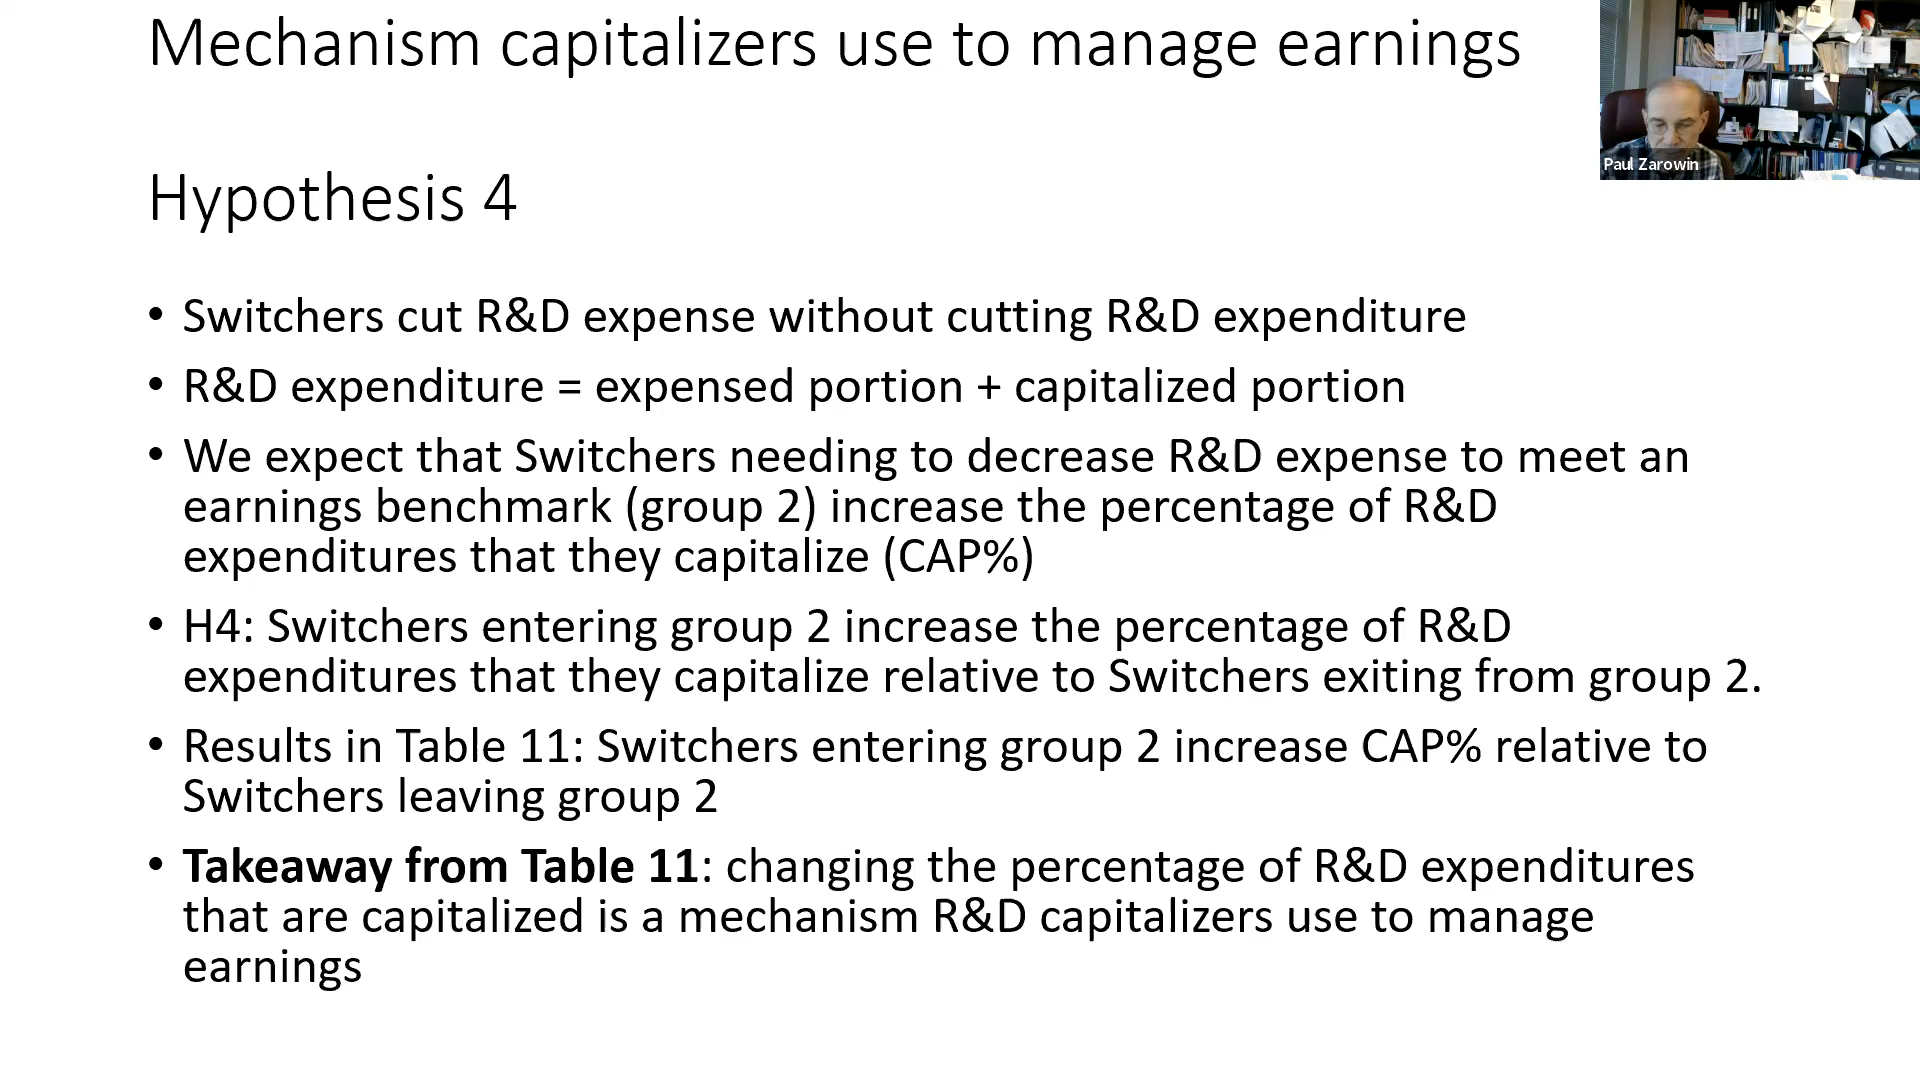 Mechanism capitalizers use to manage earnings
Paul Zarowin
Hypothesis 4
• Switchers cut R&D expense without cutting R&D expenditure
• R&D expenditure = expensed portion + capitalized portion
• We expect that Switchers needing to decrease R&D expense to meet an
earnings benchmark (group 2) increase the percentage of R&D
expenditures that they capitalize (CAP%)
• H4: Switchers entering group 2 increase the percentage of R&D
expenditures that they capitalize relative to Switchers exiting from group 2.
• Results in Table 11: Switchers entering group 2 increase CAP% relative to
Switchers leaving group 2
• Takeaway from Table 11: changing the percentage of R&D expenditures
that are capitalized is a mechanism R&D capitalizers use to manage
earnings